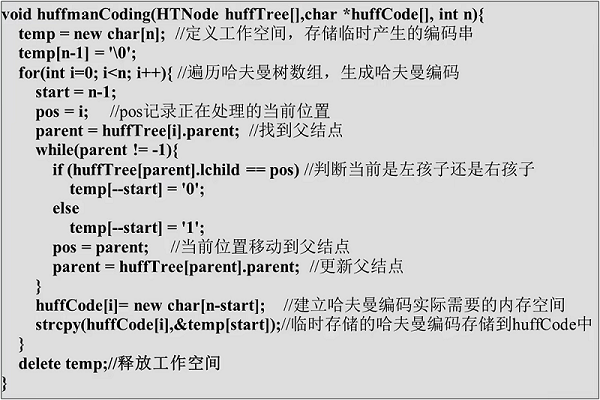 void huffmanCoding(HTNode huffTree[],char *huffCode[], int n){
temp = new char[n]; //定义工作空间，存储临时产生的编码串
temp[n-1] = '\0';
for(int i=0; i<n; i++){ //遍历哈夫曼树数组，生成哈夫曼编码
start = n-1;
pos = i; //pos记录正在处理的当前位置
parent = huffTree[i].parent; //找到父结点
while(parent != -1){
if (huffTree[parent].lchild == pos) //判断当前是左孩子还是右孩子
temp[--start] = '0';
else
temp[--start] = '1';
pos = parent; //当前位置移动到父结点
parent = huffTree[parent].parent; //更新父结点
}
huffCode[i]= new char[n-start]; //建立哈夫曼编码实际需要的内存空间
strcpy(huffCode[i],&temp[start]);//临时存储的哈夫曼编码存储到huffCode中
}
delete temp;//释放工作空间
}